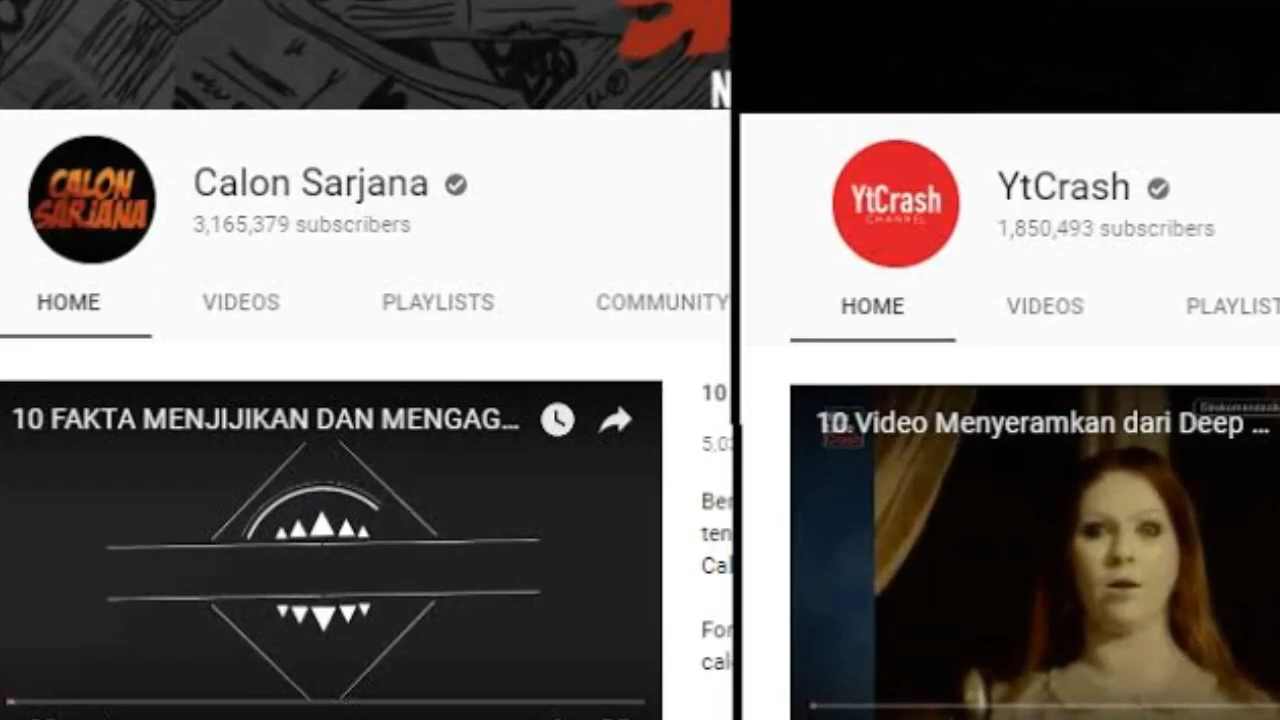 N
CALON
SARJANA
Calon Sarjana
3,165,379 subscribers
HOME VIDEOS PLAYLISTS COMMUNITY
10 FAKTA MENJIJIKAN DAN MENGAG...
10
5,0
Ber
ten
Cal
For
cal
YtCrash
CHANNEL
YtCrash
1,850,493 subscribers
HOME VIDEOS PLAYLIST
10 Video Menyeramkan dari Deep ...